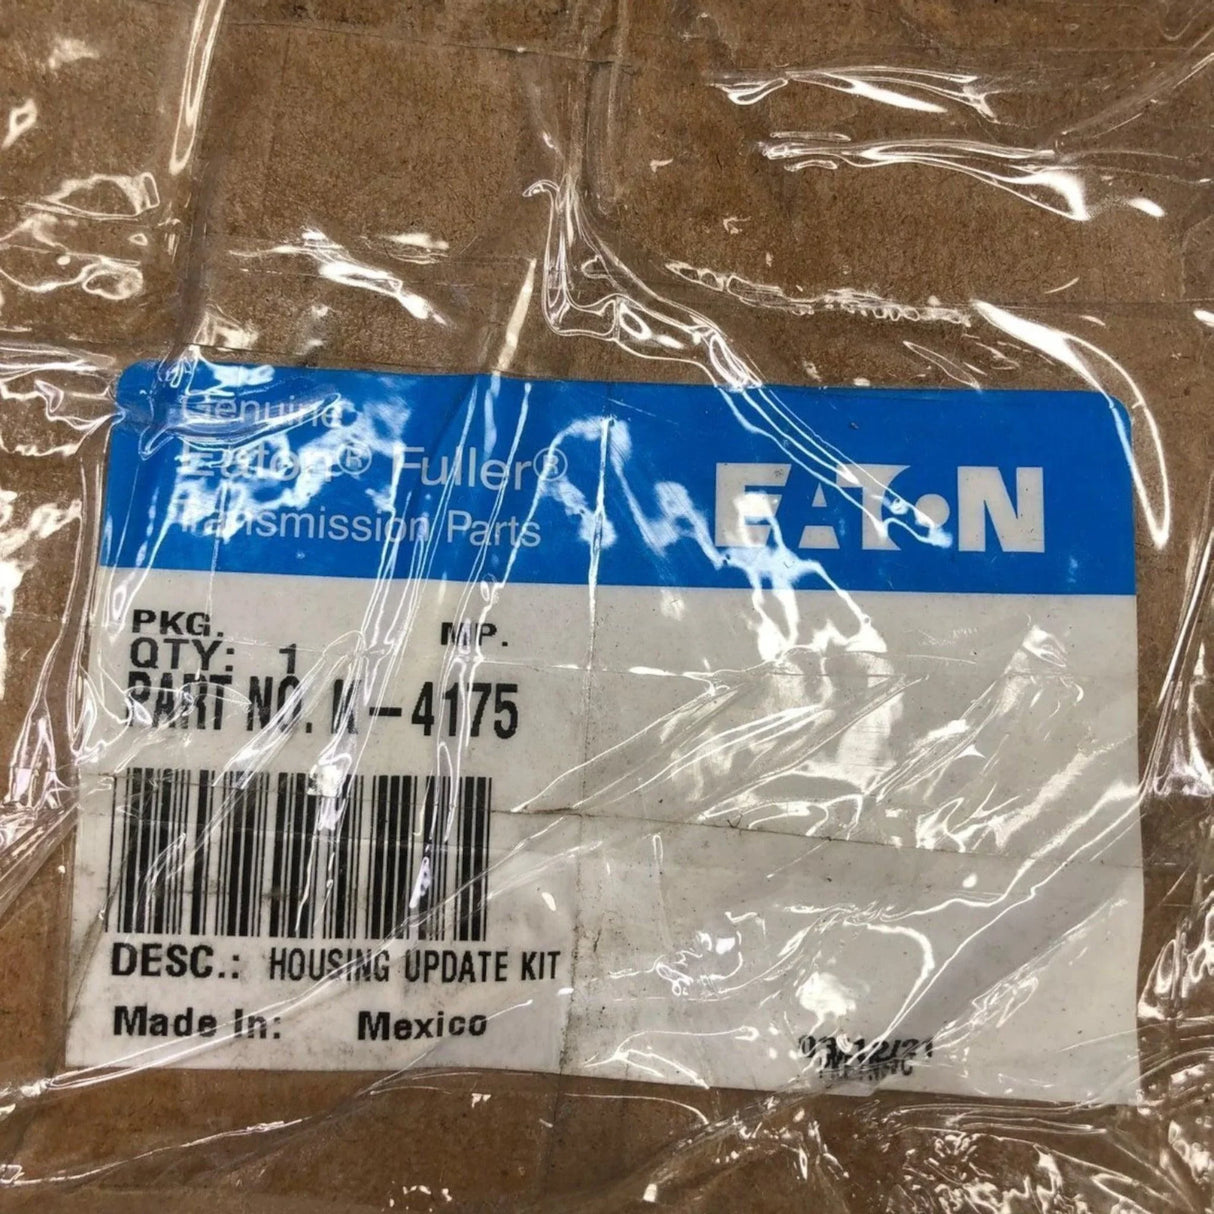 Genuine
Eaton® Fuller®
Transmission Parts
EATON
PKG. MP.
QTY: 1
PART NO. K-4175
DESC.: HOUSING UPDATE KIT
Made In: Mexico